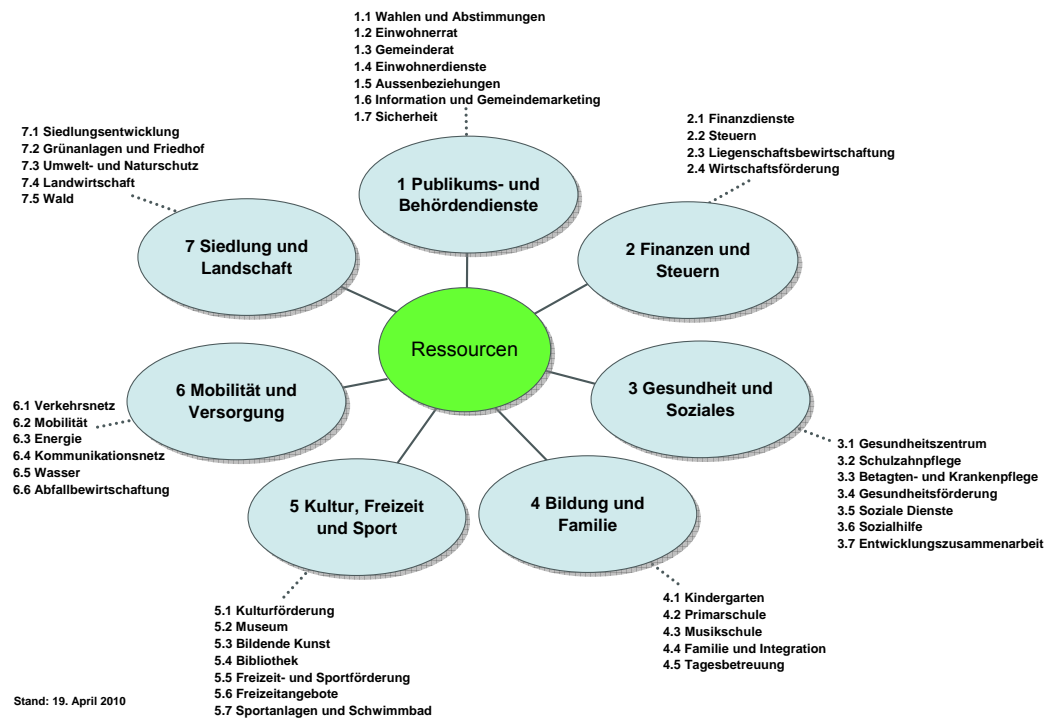 1.1 Wahlen und Abstimmungen
1.2 Einwohnerrat
1.3 Gemeinderat
1.4 Einwohnerdienste
1.5 Aussenbeziehungen
1.6 Information und Gemeindemarketing
1.7 Sicherheit
1 Publikums- und
Behördendienste
2.1 Finanzdienste
2.2 Steuern
2.3 Liegenschaftsbewirtschaftung
2.4 Wirtschaftsförderung
2 Finanzen und
Steuern
3 Gesundheit und
Soziales
3.1 Gesundheitszentrum
3.2 Schulzahnpflege
3.3 Betagten- und Krankenpflege
3.4 Gesundheitsförderung
3.5 Soziale Dienste
3.6 Sozialhilfe
3.7 Entwicklungszusammenarbeit
4 Bildung und
Familie
4.1 Kindergarten
4.2 Primarschule
4.3 Musikschule
4.4 Familie und Integration
4.5 Tagesbetreuung
5 Kultur, Freizeit
und Sport
5.1 Kulturförderung
5.2 Museum
5.3 Bildende Kunst
5.4 Bibliothek
5.5 Freizeit- und Sportförderung
5.6 Freizeitangebote
5.7 Sportanlagen und Schwimmbad
6 Mobilität und
Versorgung
6.1 Verkehrsnetz
6.2 Mobilität
6.3 Energie
6.4 Kommunikationsnetz
6.5 Wasser
6.6 Abfallbewirtschaftung
7.1 Siedlungsentwicklung
7.2 Grünanlagen und Friedhof
7.3 Umwelt- und Naturschutz
7.4 Landwirtschaft
7.5 Wald
7 Siedlung und
Landschaft
Ressourcen
Stand: 19. April 2010